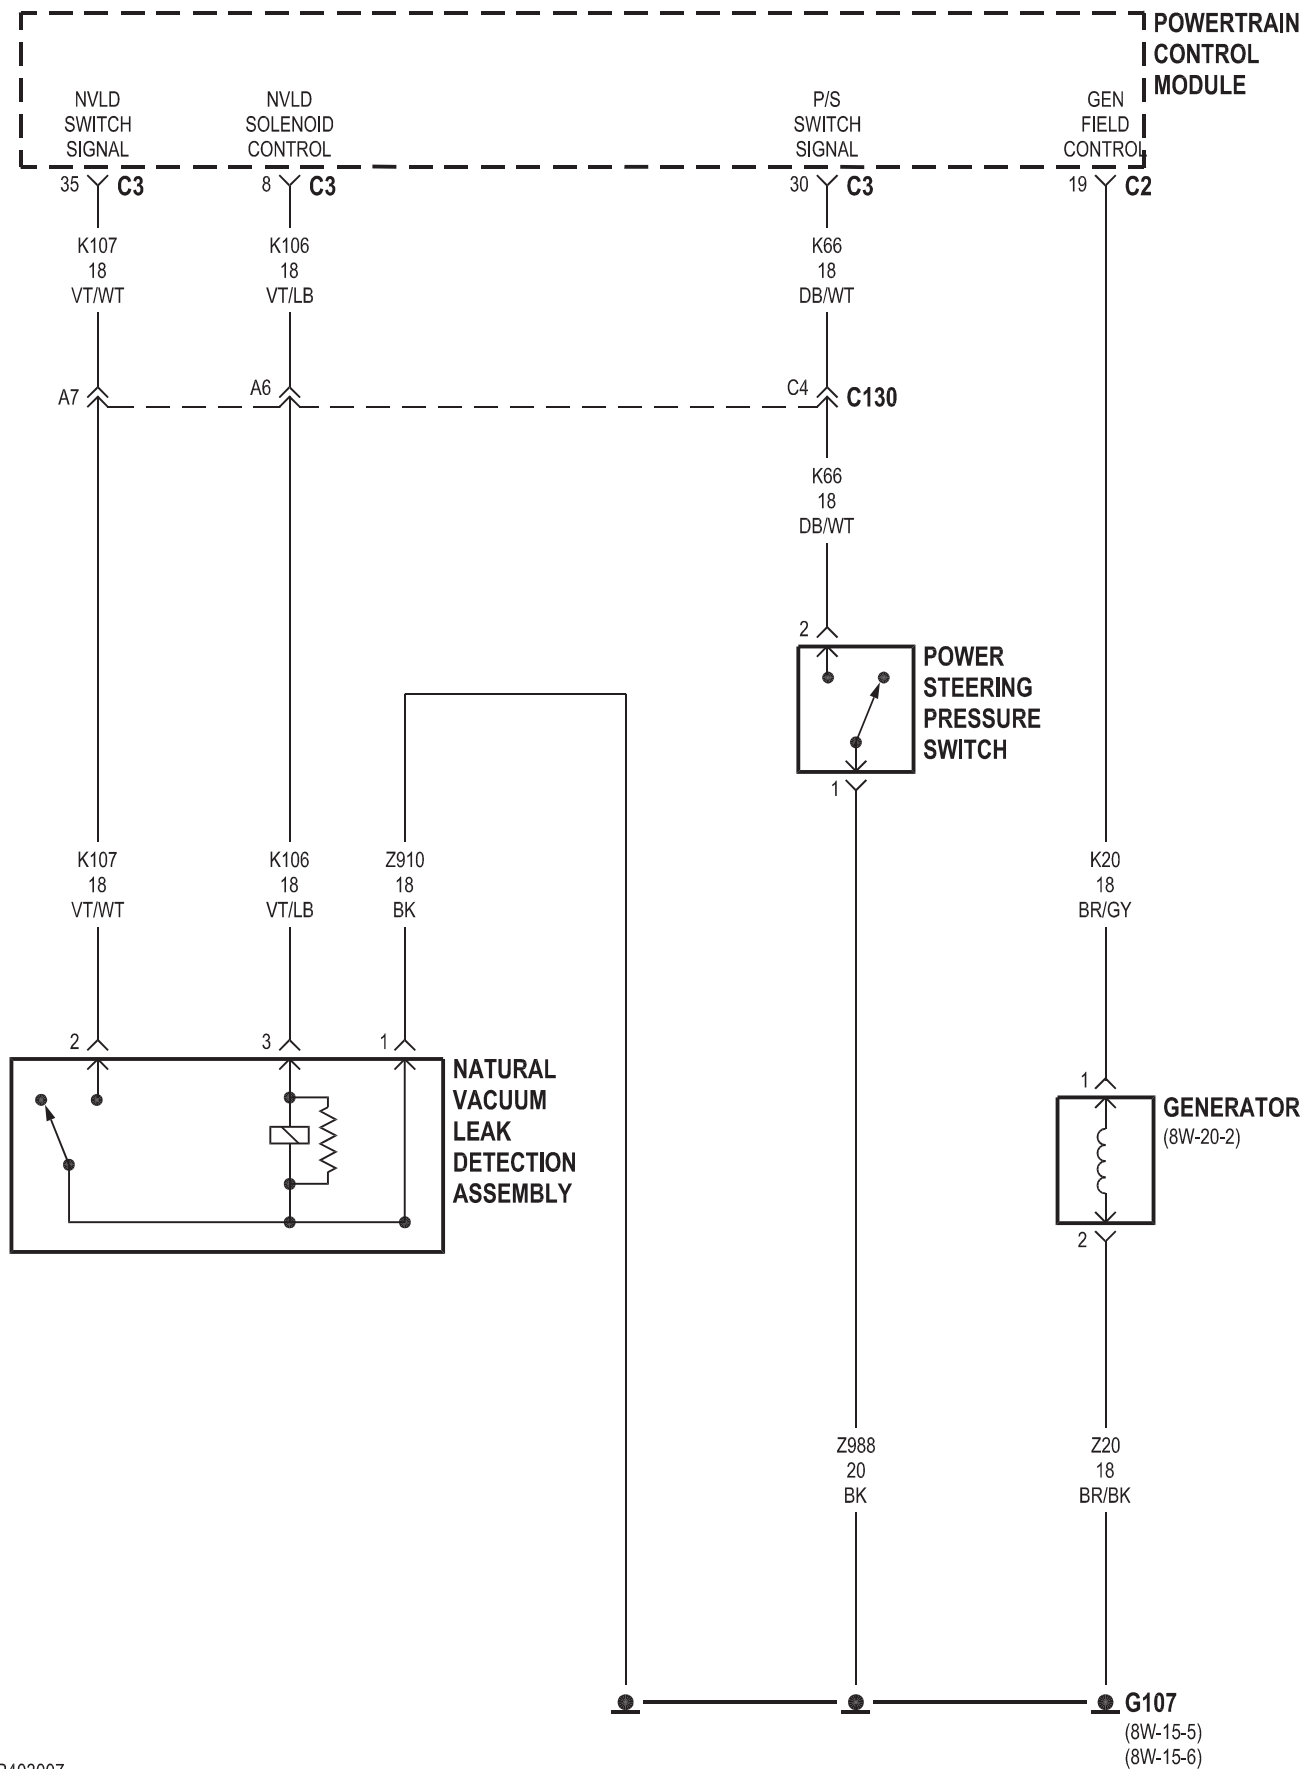 POWERTRAIN
CONTROL
MODULE
NVLD
SWITCH
SIGNAL
NVLD
SOLENOID
CONTROL
P/S
SWITCH
SIGNAL
GEN
FIELD
CONTROL
35 C3
8 C3
30 C3
19 C2
K107
18
VT/WT
K106
18
VT/LB
K66
18
DB/WT
A7
A6
C4 C130
K66
18
DB/WT
2
POWER
STEERING
PRESSURE
SWITCH
1
K107
18
VT/WT
K106
18
VT/LB
Z910
18
BK
K20
18
BR/GY
2
3
1
NATURAL
VACUUM
LEAK
DETECTION
ASSEMBLY
1
GENERATOR
(8W-20-2)
2
Z988
20
BK
Z20
18
BR/BK
G107
(8W-15-5)
(8W-15-6)